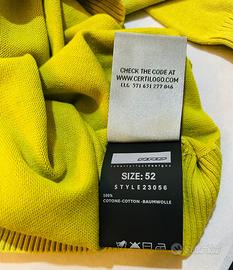 CHECK THE CODE AT
WWW.CERTILOGO.COM
CLG 571 631 277 046
SIZE: 52
STYLE23056
100%
COTONE-COTTON-BAUMWOLLE
subito